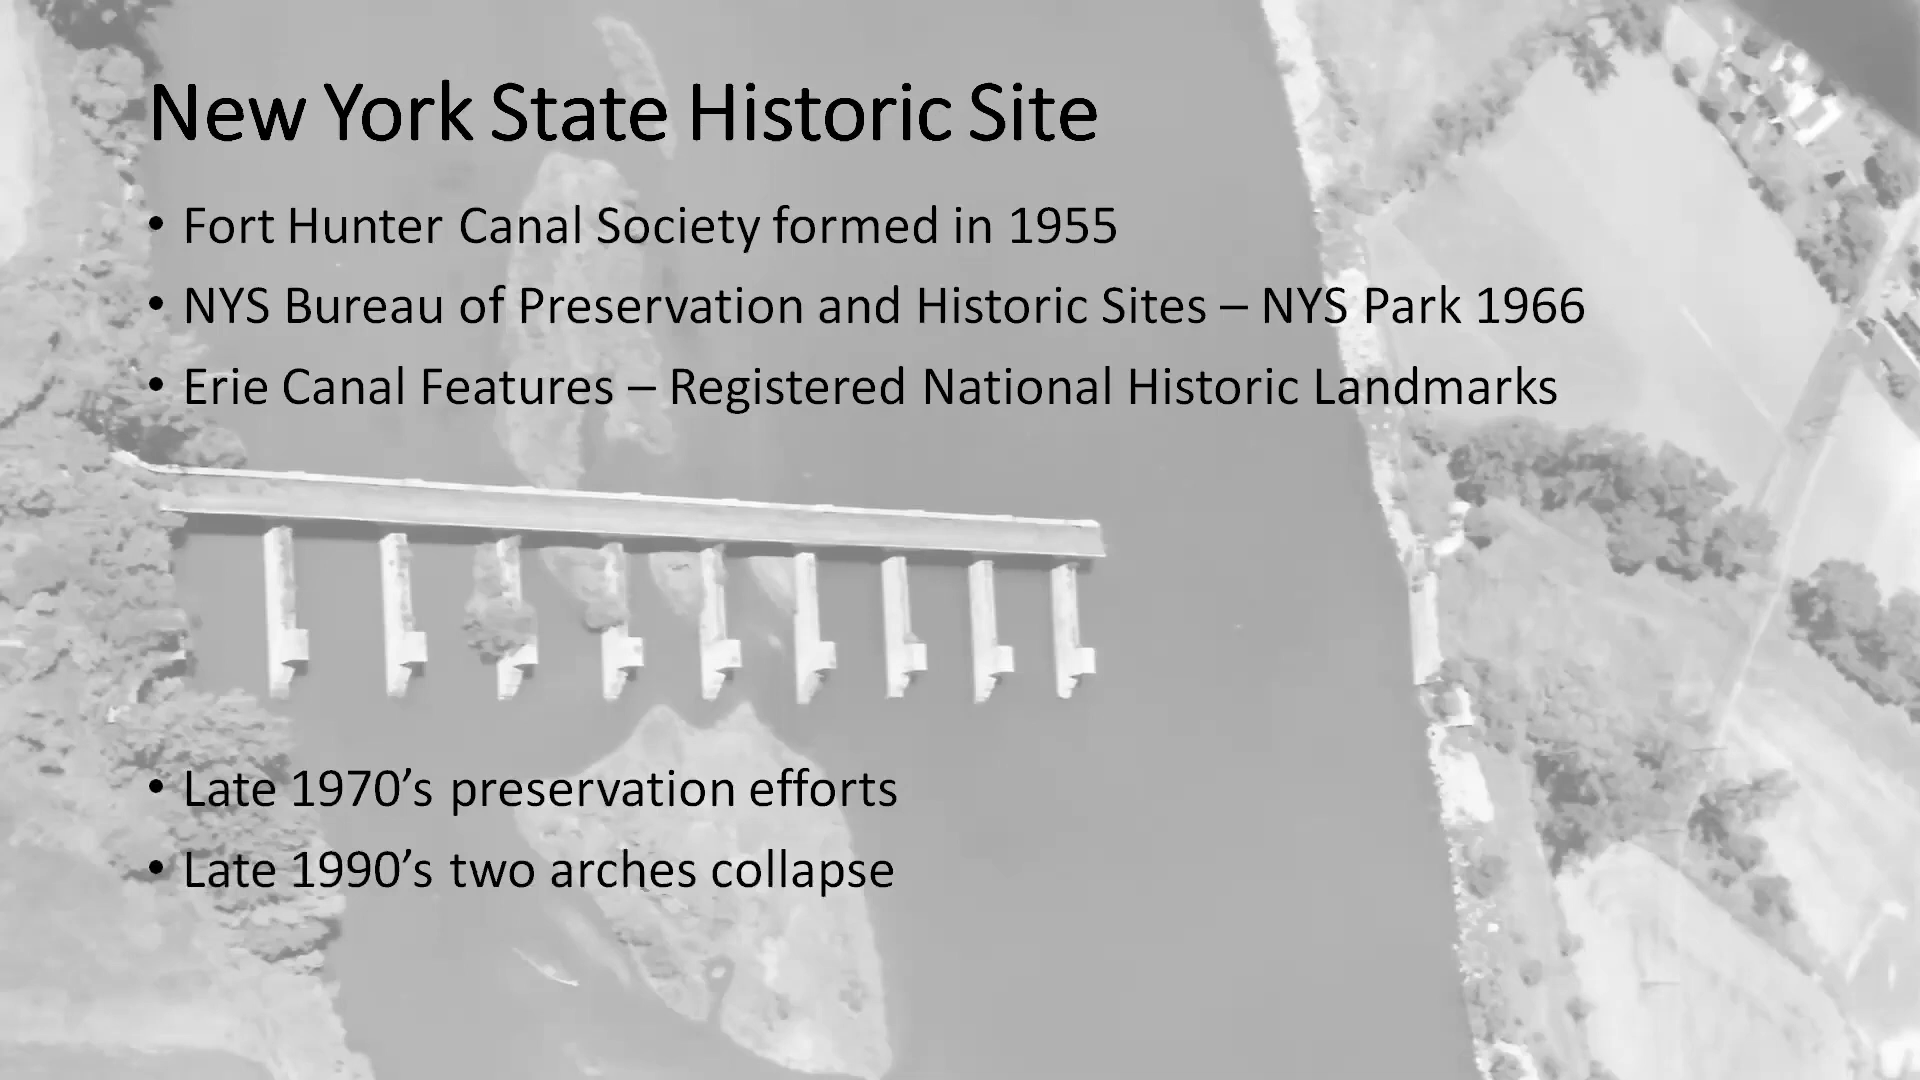 New York State Historic Site
• Fort Hunter Canal Society formed in 1955
• NYS Bureau of Preservation and Historic Sites – NYS Park 1966
• Erie Canal Features – Registered National Historic Landmarks
• Late 1970’s preservation efforts
• Late 1990’s two arches collapse